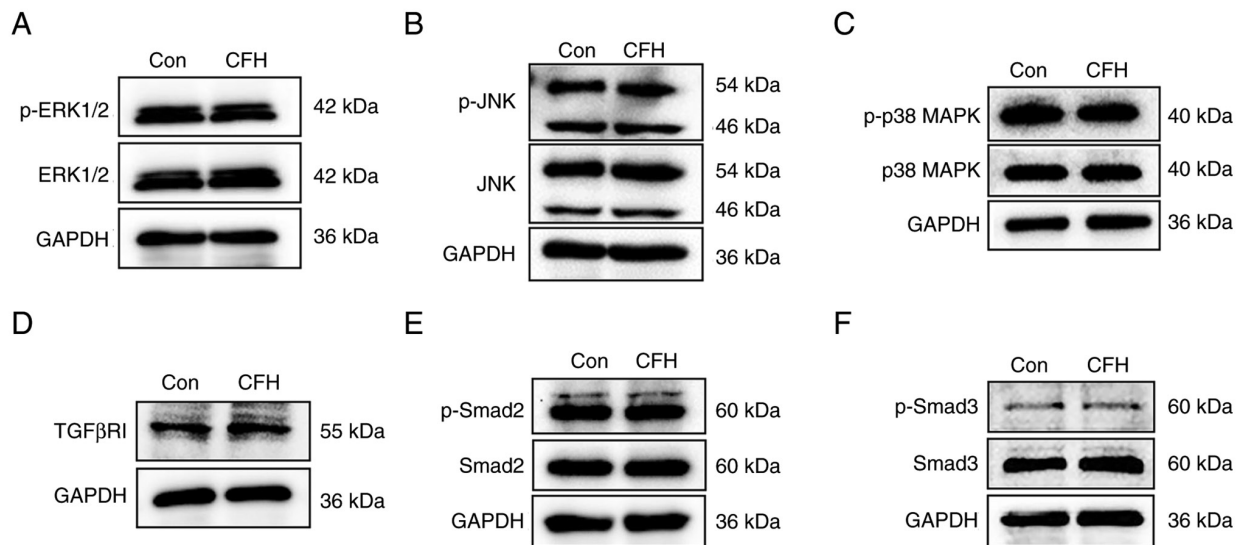 A
Con CFH
p-ERK1/2 42 kDa
ERK1/2 42 kDa
GAPDH 36 kDa
B
Con CFH
p-JNK 54 kDa
46 kDa
JNK 54 kDa
46 kDa
GAPDH 36 kDa
C
Con CFH
p-p38 MAPK 40 kDa
p38 MAPK 40 kDa
GAPDH 36 kDa
D
Con CFH
TGFβRI 55 kDa
GAPDH 36 kDa
E
Con CFH
p-Smad2 60 kDa
Smad2 60 kDa
GAPDH 36 kDa
F
Con CFH
p-Smad3 60 kDa
Smad3 60 kDa
GAPDH 36 kDa